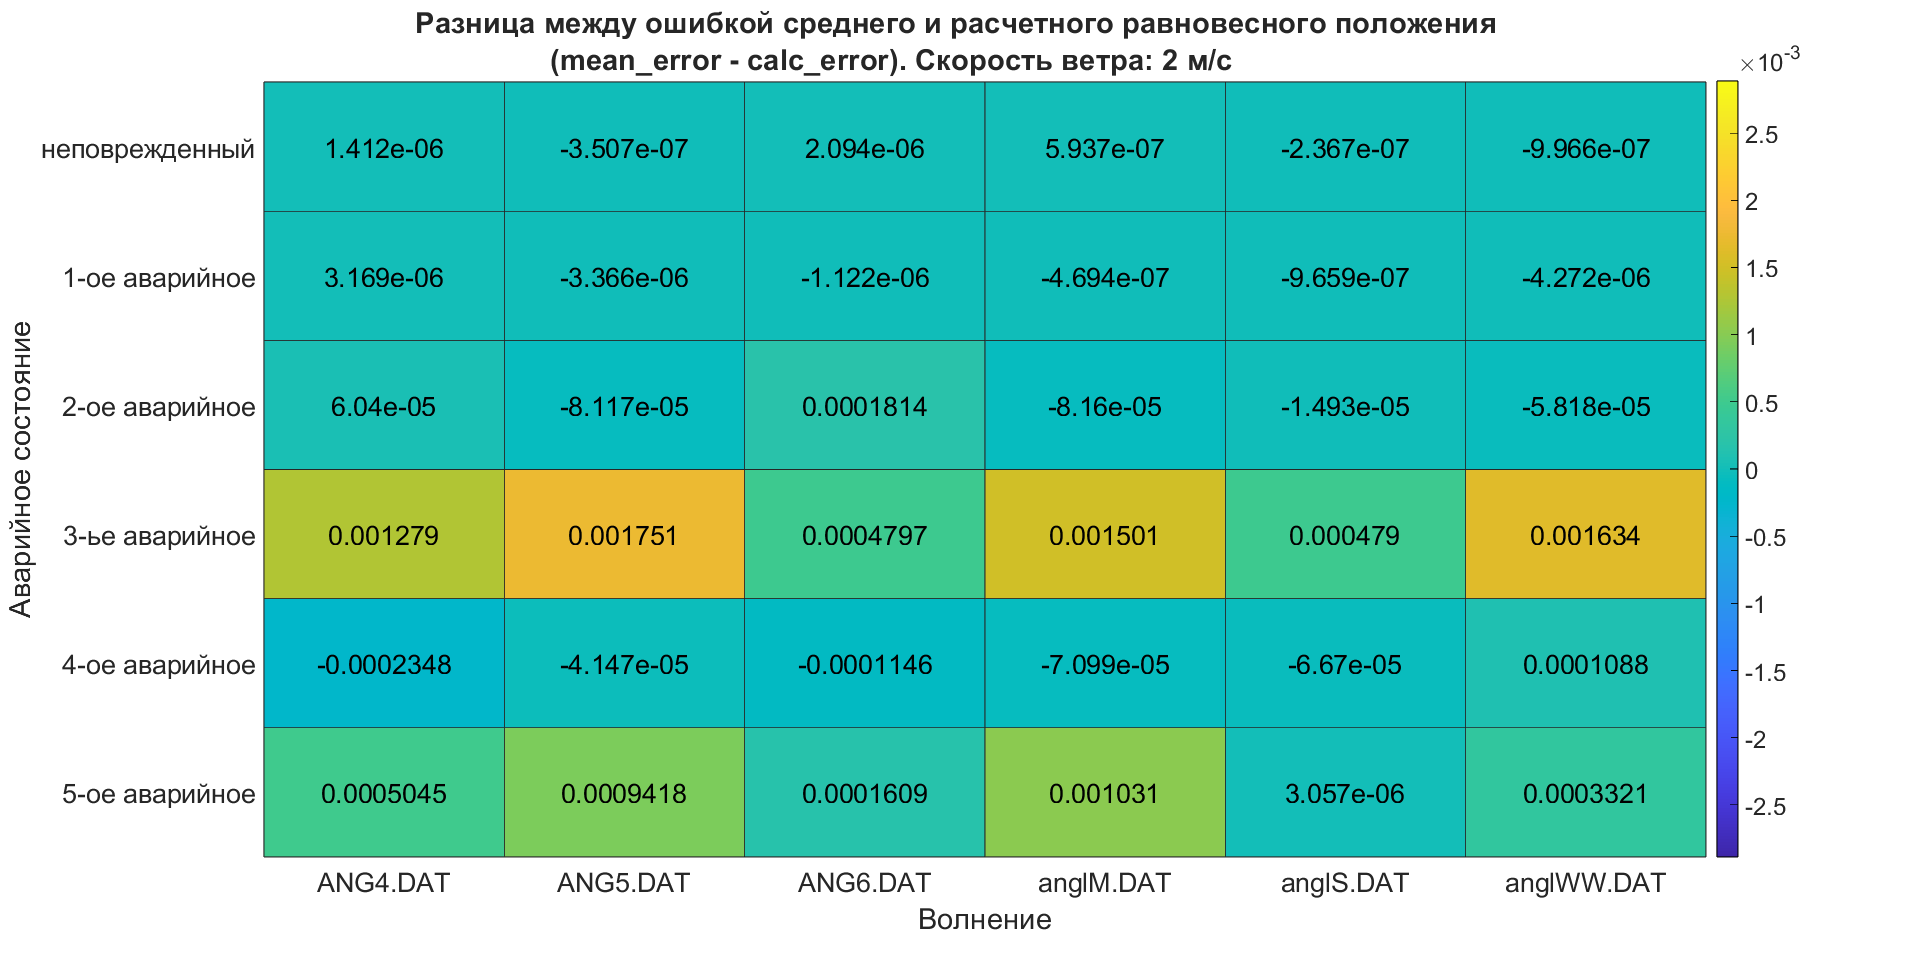 Разница между ошибкой среднего и расчетного равновесного положения
(mean_error - calc_error). Скорость ветра: 2 м/с
×10-3
неповрежденный 1.412e-06 -3.507e-07 2.094e-06 5.937e-07 -2.367e-07 -9.966e-07
1-ое аварийное 3.169e-06 -3.366e-06 -1.122e-06 -4.694e-07 -9.659e-07 -4.272e-06
2-ое аварийное 6.04e-05 -8.117e-05 0.0001814 -8.16e-05 -1.493e-05 -5.818e-05
3-ье аварийное 0.001279 0.001751 0.0004797 0.001501 0.000479 0.001634
4-ое аварийное -0.0002348 -4.147e-05 -0.0001146 -7.099e-05 -6.67e-05 0.0001088
5-ое аварийное 0.0005045 0.0009418 0.0001609 0.001031 3.057e-06 0.0003321
ANG4.DAT ANG5.DAT ANG6.DAT anglM.DAT anglS.DAT anglWW.DAT
Волнение
Аварийное состояние
2.5
2
1.5
1
0.5
0
-0.5
-1
-1.5
-2
-2.5